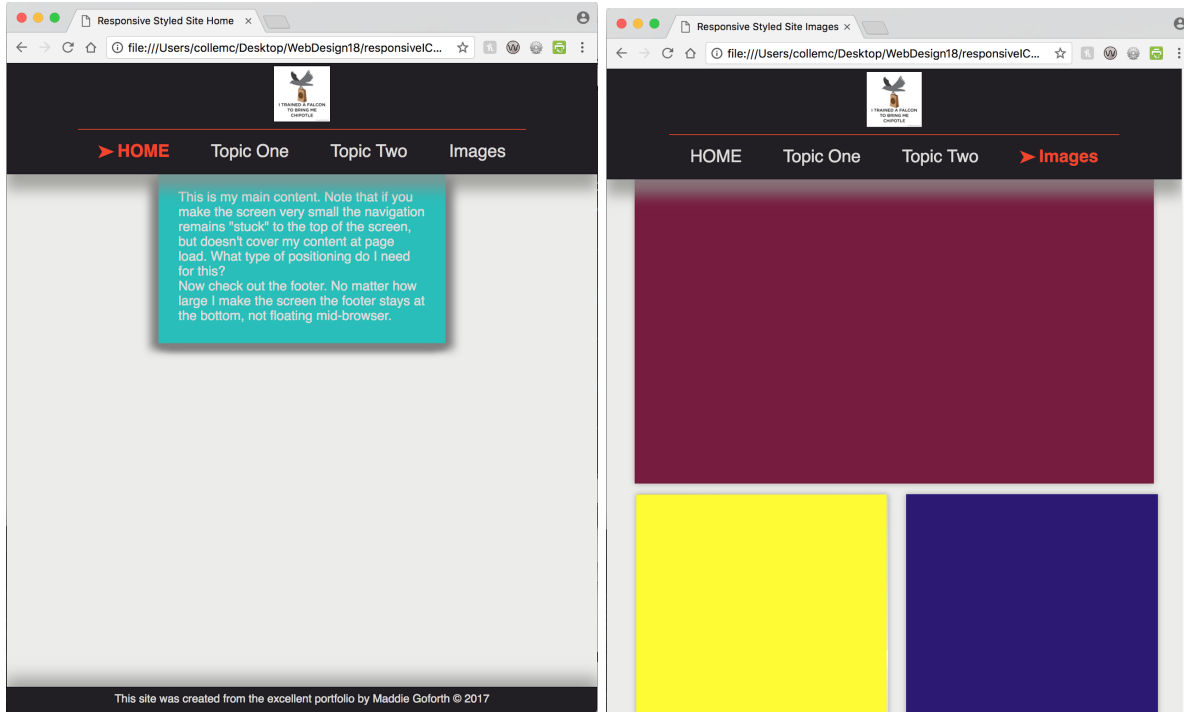 Responsive Styled Site Home ×
file:///Users/collemc/Desktop/WebDesign18/responsiveIC...
I TRAINED A FALCON
TO BRING ME
CHIPOTLE
➤ HOME Topic One Topic Two Images
This is my main content. Note that if you
make the screen very small the navigation
remains "stuck" to the top of the screen,
but doesn't cover my content at page
load. What type of positioning do I need
for this?
Now check out the footer. No matter how
large I make the screen the footer stays at
the bottom, not floating mid-browser.
This site was created from the excellent portfolio by Maddie Goforth © 2017
Responsive Styled Site Images ×
file:///Users/collemc/Desktop/WebDesign18/responsiveIC...
I TRAINED A FALCON
TO BRING ME
CHIPOTLE
HOME Topic One Topic Two ➤ Images